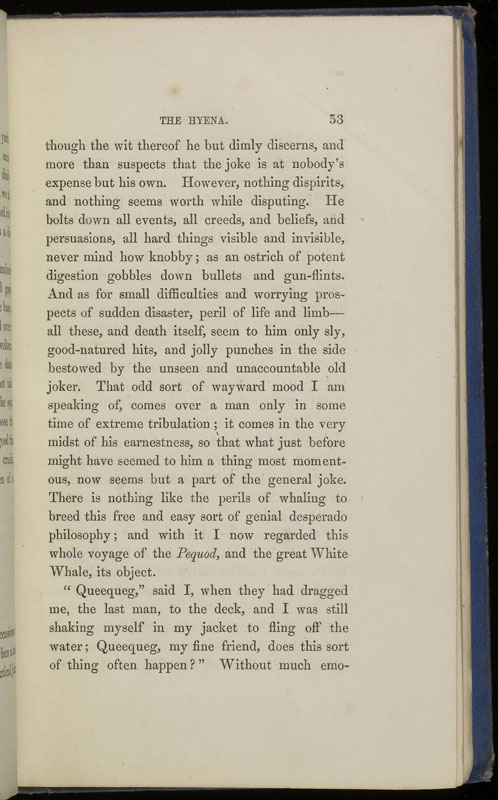 THE HYENA. 53
though the wit thereof he but dimly discerns, and
more than suspects that the joke is at nobody's
expense but his own. However, nothing dispirits,
and nothing seems worth while disputing. He
bolts down all events, all creeds, and beliefs, and
persuasions, all hard things visible and invisible,
never mind how knobby; as an ostrich of potent
digestion gobbles down bullets and gun-flints.
And as for small difficulties and worrying pros-
pects of sudden disaster, peril of life and limb—
all these, and death itself, seem to him only sly,
good-natured hits, and jolly punches in the side
bestowed by the unseen and unaccountable old
joker. That odd sort of wayward mood I am
speaking of, comes over a man only in some
time of extreme tribulation; it comes in the very
midst of his earnestness, so that what just before
might have seemed to him a thing most moment-
ous, now seems but a part of the general joke.
There is nothing like the perils of whaling to
breed this free and easy sort of genial desperado
philosophy; and with it I now regarded this
whole voyage of the Pequod, and the great White
Whale, its object.
"Queequeg," said I, when they had dragged
me, the last man, to the deck, and I was still
shaking myself in my jacket to fling off the
water; Queequeg, my fine friend, does this sort
of thing often happen?" Without much emo-